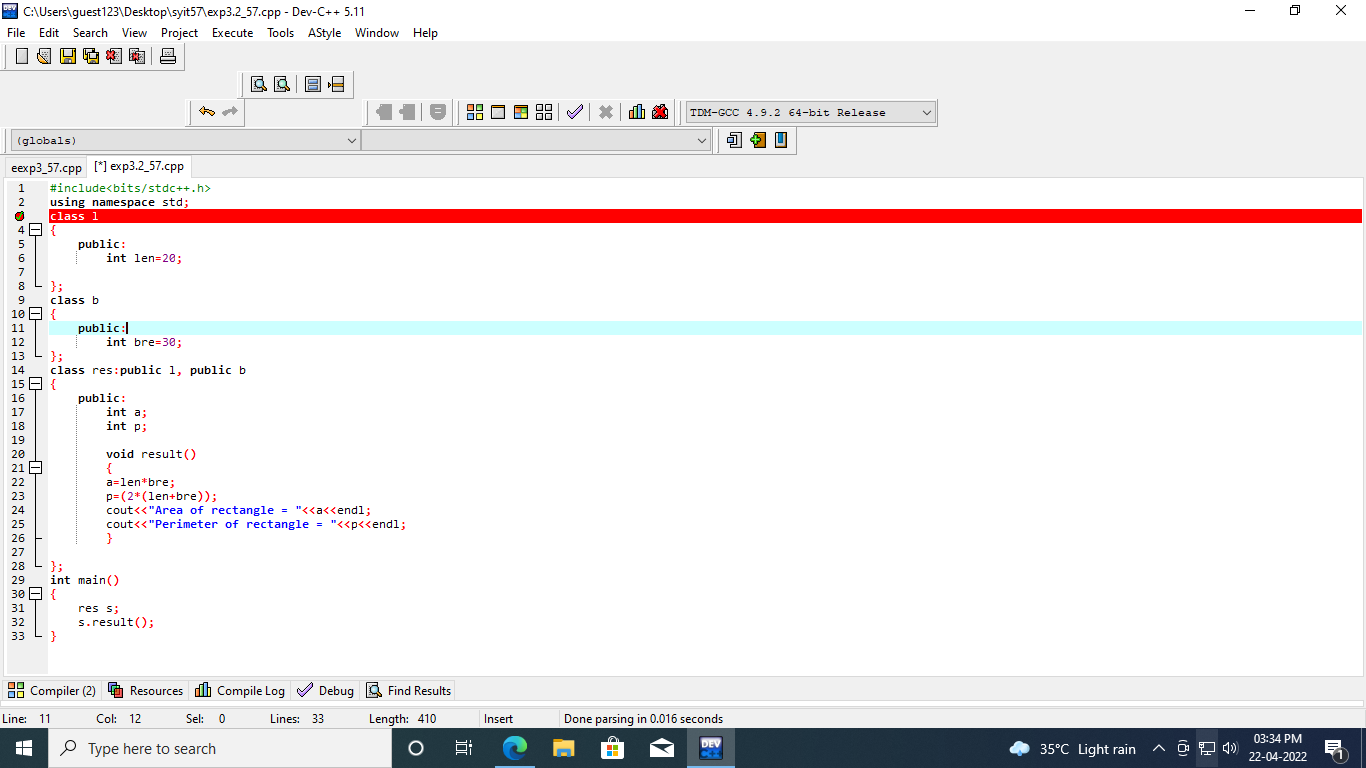 C:\Users\guest123\Desktop\syit57\exp3.2_57.cpp - Dev-C++ 5.11
File Edit Search View Project Execute Tools AStyle Window Help
TDM-GCC 4.9.2 64-bit Release
(globals)
eexp3_57.cpp [*] exp3.2_57.cpp
1 #include<bits/stdc++.h>
2 using namespace std;
class l
4 {
5 public:
6 int len=20;
7
8 };
9 class b
10 {
11 public:
12 int bre=30;
13 };
14 class res:public l, public b
15 {
16 public:
17 int a;
18 int p;
19
20 void result()
21 {
22 a=len*bre;
23 p=(2*(len+bre));
24 cout<<"Area of rectangle = "<<a<<endl;
25 cout<<"Perimeter of rectangle = "<<p<<endl;
26 }
27
28 };
29 int main()
30 {
31 res s;
32 s.result();
33 }
Compiler (2) Resources Compile Log Debug Find Results
Line: 11 Col: 12 Sel: 0 Lines: 33 Length: 410 Insert Done parsing in 0.016 seconds
Type here to search
DEV
35°C Light rain
03:34 PM
22-04-2022
1